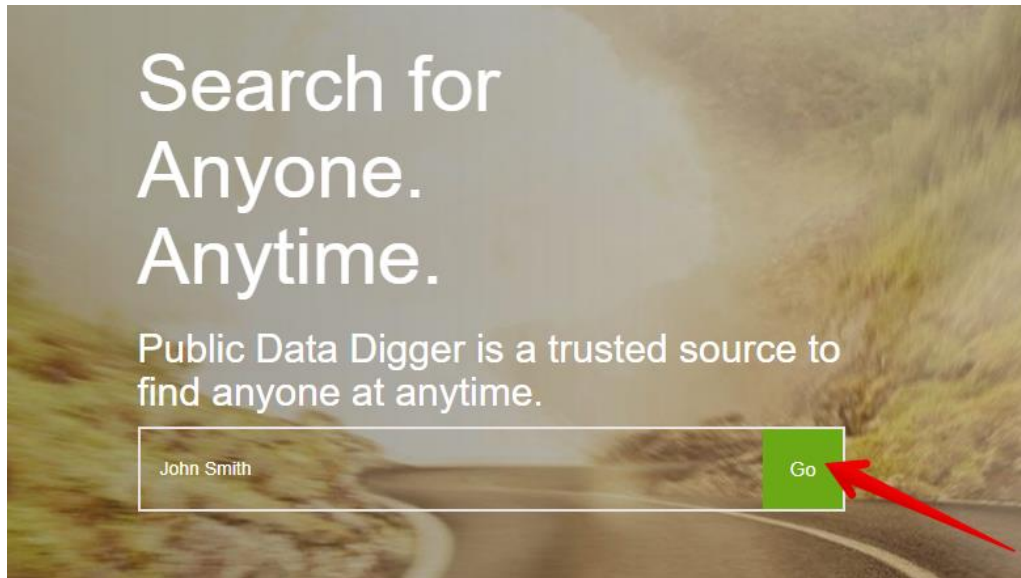 Search for
Anyone.
Anytime.
Public Data Digger is a trusted source to
find anyone at anytime.
John Smith
Go